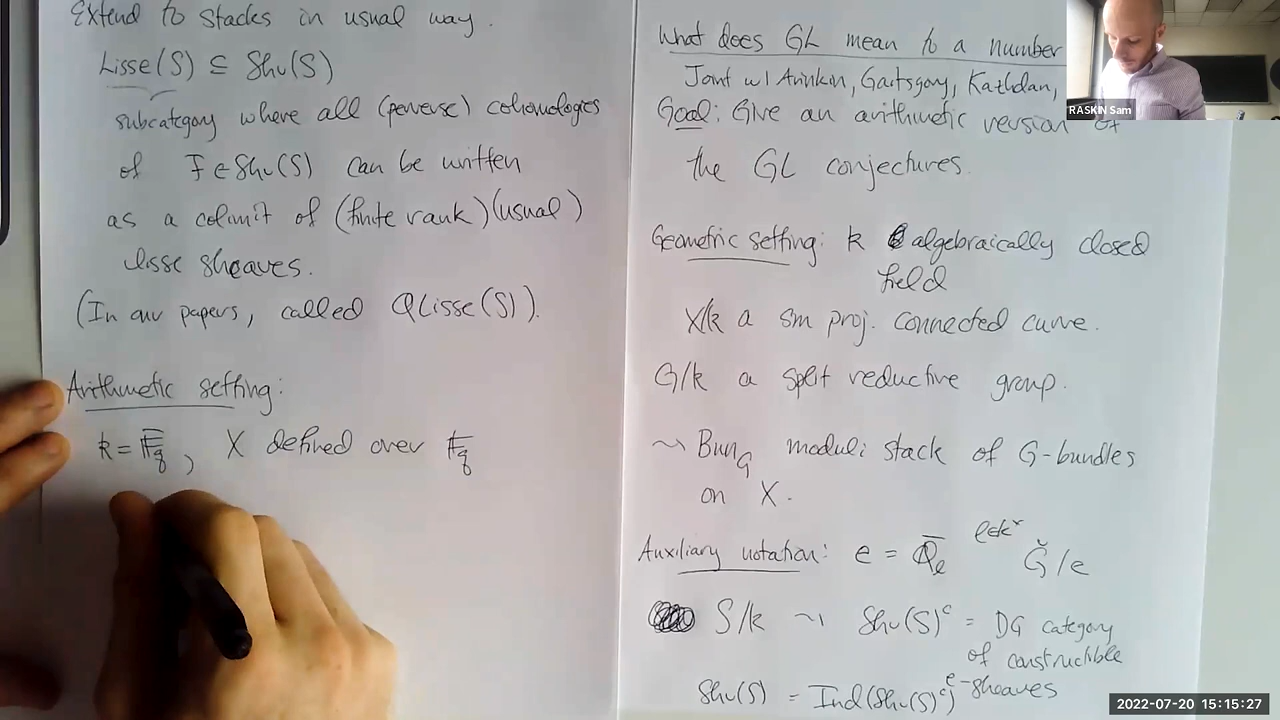 Extend to stacks in usual way.
Lisse(S) ⊆ Shv(S)
subcategory where all (perverse) cohomologies
of F ∈ Shv(S) can be written
as a colimit of (finite rank)(usual)
lisse sheaves.
(In our papers, called QLisse(S)).
Arithmetic setting:
k = F̅_q, X defined over F_q
What does GL mean to a number
Joint w/ Arinkin, Gaitsgory, Kazhdan,
Goal: Give an arithmetic version of
the GL conjectures.
Geometric setting: k algebraically closed
field
X/k a sm proj. connected curve.
G/k a split reductive group.
⇝ Bun_G moduli stack of G-bundles
on X.
Auxiliary notation: e = Q̅_ℓ ℓ∈k^× Ǧ/e
S/k ⇝ Shv(S)^c = DG category
of constructible
e-sheaves
Shv(S) = Ind(Shv(S)^c)
RASKIN Sam
2022-07-20 15:15:27